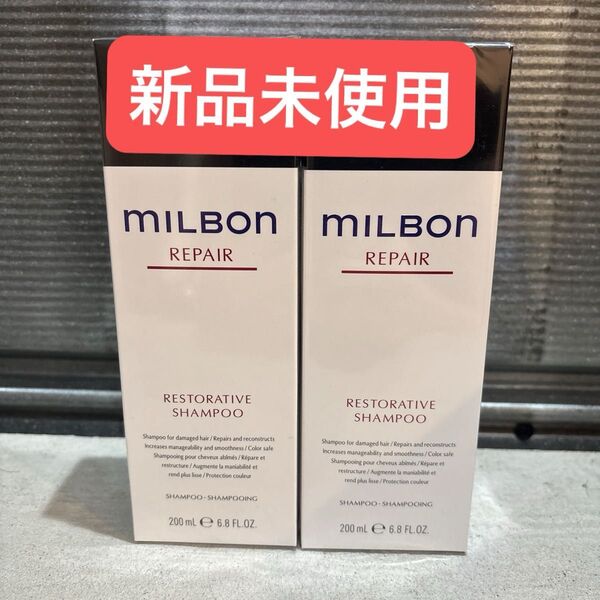 新品未使用
MILBON
REPAIR
RESTORATIVE
SHAMPOO
Shampoo for damaged hair / Repairs and reconstructs
Increases manageability and smoothness / Color safe
Shampooing pour cheveux abîmés / Répare et
restructure / Augmente la maniabilité et
rend plus lisse / Protection couleur
SHAMPOO • SHAMPOOING
200 mL ℮ 6.8 FL.OZ.
MILBON
REPAIR
RESTORATIVE
SHAMPOO
Shampoo for damaged hair / Repairs and reconstructs
Increases manageability and smoothness / Color safe
Shampooing pour cheveux abîmés / Répare et
restructure / Augmente la maniabilité et
rend plus lisse / Protection couleur
SHAMPOO • SHAMPOOING
200 mL ℮ 6.8 FL.OZ.